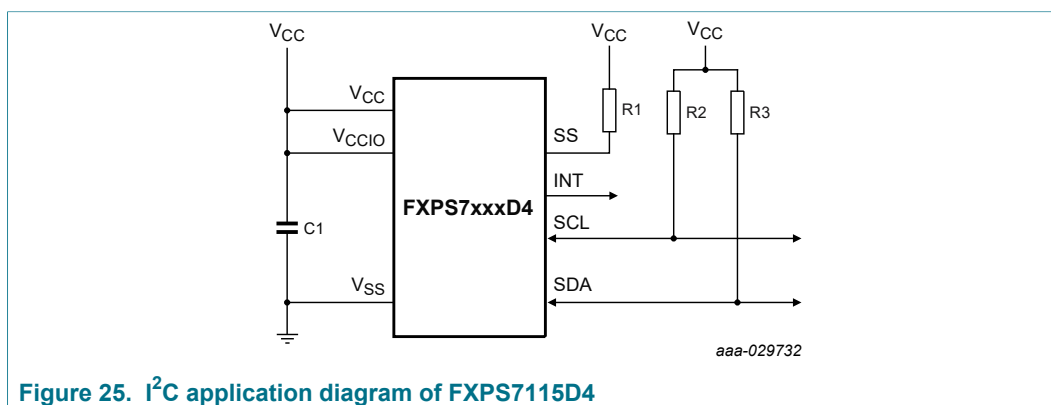 VCC VCC VCC
VCC
R1 R2 R3
VCCIO SS
INT
FXPS7xxxD4
C1 SCL
VSS SDA
aaa-029732
Figure 25. I2C application diagram of FXPS7115D4